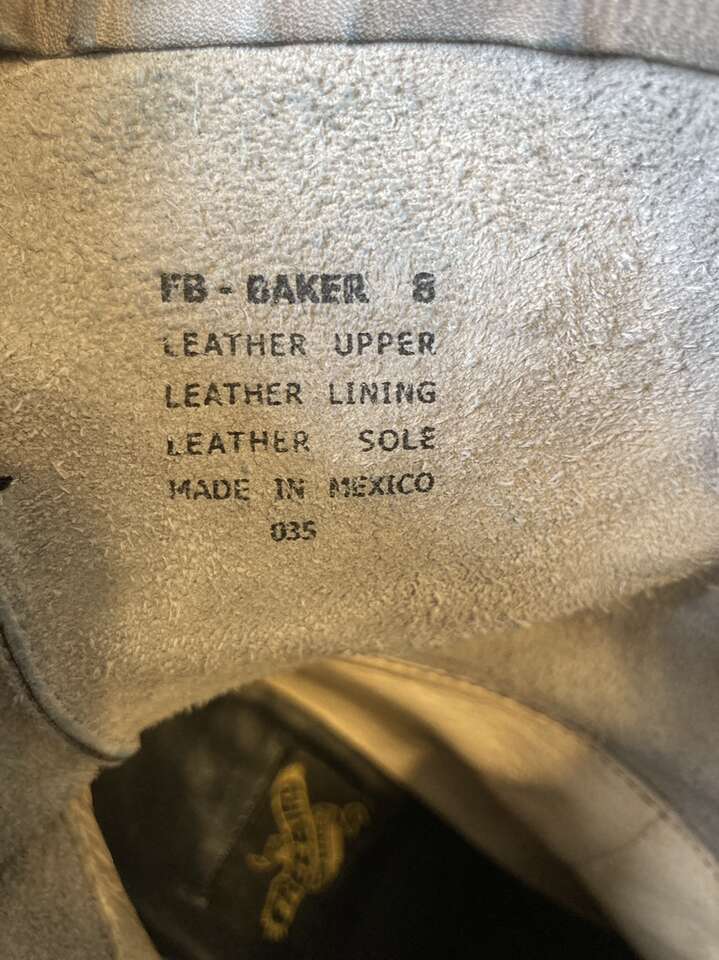 FB - BAKER 8
LEATHER UPPER
LEATHER LINING
LEATHER SOLE
MADE IN MEXICO
035